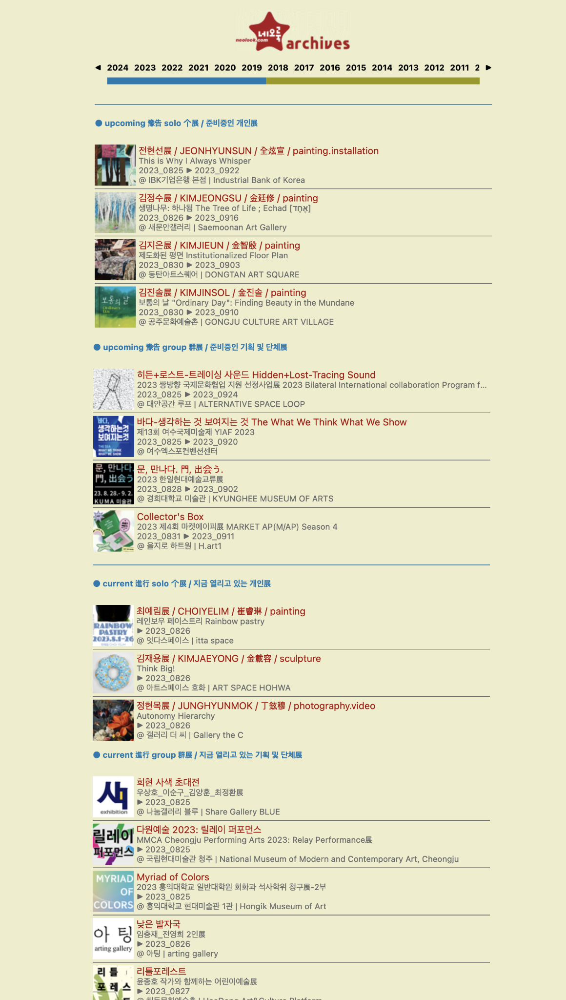 네오룩
neolook.com
archives
◀ 2024 2023 2022 2021 2020 2019 2018 2017 2016 2015 2014 2013 2012 2011 2 ▶
● upcoming 豫告 solo 个展 / 준비중인 개인展
전현선展 / JEONHYUNSUN / 全炫宣 / painting.installation
This is Why I Always Whisper
2023_0825 ▶ 2023_0922
@ IBK기업은행 본점 | Industrial Bank of Korea
김정수展 / KIMJEONGSU / 金廷修 / painting
생명나무: 하나됨 The Tree of Life ; Echad [אֶחָד]
2023_0826 ▶ 2023_0916
@ 새문안갤러리 | Saemoonan Art Gallery
김지은展 / KIMJIEUN / 金智殷 / painting
제도화된 평면 Institutionalized Floor Plan
2023_0830 ▶ 2023_0903
@ 동탄아트스퀘어 | DONGTAN ART SQUARE
보통의 날
Ordinary
Day
김진솔展 / KIMJINSOL / 金진솔 / painting
보통의 날 "Ordinary Day": Finding Beauty in the Mundane
2023_0830 ▶ 2023_0910
@ 공주문화예술촌 | GONGJU CULTURE ART VILLAGE
● upcoming 豫告 group 群展 / 준비중인 기획 및 단체展
히든+로스트-트레이싱 사운드 Hidden+Lost-Tracing Sound
2023 쌍방향 국제문화협업 지원 선정사업展 2023 Bilateral International collaboration Program f...
2023_0825 ▶ 2023_0924
@ 대안공간 루프 | ALTERNATIVE SPACE LOOP
바다,
생각하는것
보여지는것
THE SEA
WHAT WE THINK
WHAT WE SHOW
바다-생각하는 것 보여지는 것 The What We Think What We Show
제13회 여수국제미술제 YIAF 2023
2023_0825 ▶ 2023_0920
@ 여수엑스포컨벤션센터
문, 만나다.
門, 出会う
23. 8. 28.- 9. 2.
KUMA 미술관
문, 만나다. 門, 出会う.
2023 한일현대예술교류展
2023_0828 ▶ 2023_0902
@ 경희대학교 미술관 | KYUNGHEE MUSEUM OF ARTS
Collector's Box
2023 제4회 마켓에이피展 MARKET AP(M/AP) Season 4
2023_0831 ▶ 2023_0911
@ 을지로 하트원 | H.art1
● current 進行 solo 个展 / 지금 열리고 있는 개인展
RAINBOW
PASTRY
2023.8.1-26
최예림展 / CHOIYELIM / 崔睿琳 / painting
레인보우 페이스트리 Rainbow pastry
▶ 2023_0826
@ 잇다스페이스 | itta space
김재용展 / KIMJAEYONG / 金載容 / sculpture
Think Big!
▶ 2023_0826
@ 아트스페이스 호화 | ART SPACE HOHWA
정현목展 / JUNGHYUNMOK / 丁鉉穆 / photography.video
Autonomy Hierarchy
▶ 2023_0826
@ 갤러리 더 씨 | Gallery the C
● current 進行 group 群展 / 지금 열리고 있는 기획 및 단체展
exhibition
희현 사색 초대전
우상호_이순구_김양훈_최정환展
▶ 2023_0825
@ 나눔갤러리 블루 | Share Gallery BLUE
릴레이
퍼포먼스
다원예술 2023: 릴레이 퍼포먼스
MMCA Cheongju Performing Arts 2023: Relay Performance展
▶ 2023_0825
@ 국립현대미술관 청주 | National Museum of Modern and Contemporary Art, Cheongju
MYRIAD
OF
COLORS
Myriad of Colors
2023 홍익대학교 일반대학원 회화과 석사학위 청구展-2부
▶ 2023_0825
@ 홍익대학교 현대미술관 1관 | Hongik Museum of Art
아 팅
arting gallery
낮은 발자국
임충재_전영희 2인展
▶ 2023_0826
@ 아팅 | arting gallery
리틀
포레스
리틀포레스트
윤종호 작가와 함께하는 어린이예술展
▶ 2023_0827
@ 해동문화예술촌 | HaeDong Art&Culture Platform